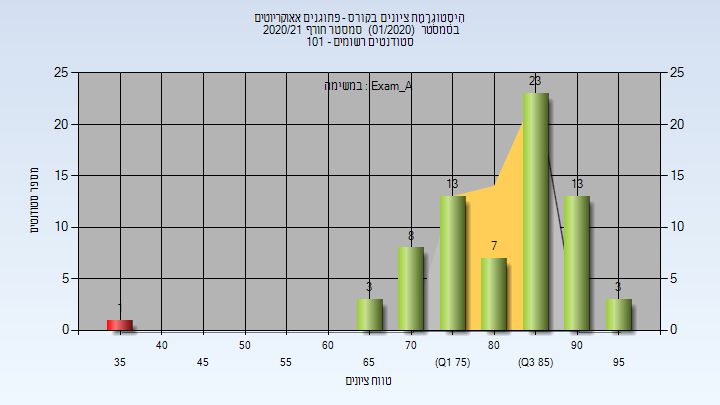 היסטוגרמת ציונים בקורס - פתוגנים אאוקריוטים
בסמסטר (01/2020) סמסטר חורף 2020/21
סטודנטים רשומים - 101
במשימה : Exam_A
25 25
20 20
15 15
10 10
5 5
0 0
מספר סטודנטים
1 3 8 13 7 23 13 3
40 50 60 70 80 90
35 45 55 65 (Q1 75) (Q3 85) 95
טווח ציונים